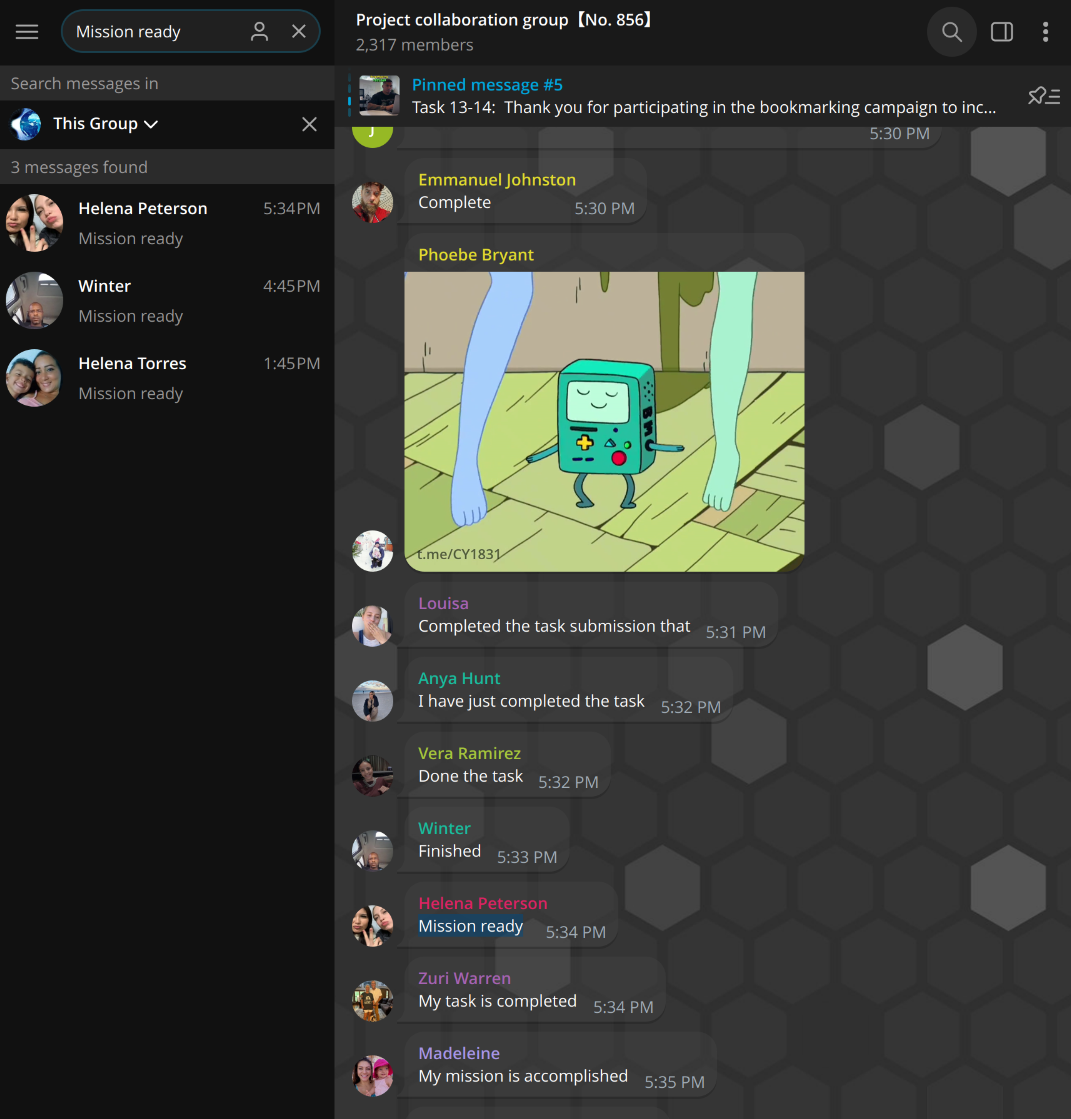 Mission ready
Search messages in
This Group
3 messages found
Helena Peterson 5:34PM
Mission ready
Winter 4:45PM
Mission ready
Helena Torres 1:45PM
Mission ready
Project collaboration group【No. 856】
2,317 members
Pinned message #5
Task 13-14: Thank you for participating in the bookmarking campaign to inc...
J
5:30 PM
Emmanuel Johnston
Complete 5:30 PM
Phoebe Bryant
t.me/CY1831
Louisa
Completed the task submission that 5:31 PM
Anya Hunt
I have just completed the task 5:32 PM
Vera Ramirez
Done the task 5:32 PM
Winter
Finished 5:33 PM
Helena Peterson
Mission ready 5:34 PM
Zuri Warren
My task is completed 5:34 PM
Madeleine
My mission is accomplished 5:35 PM